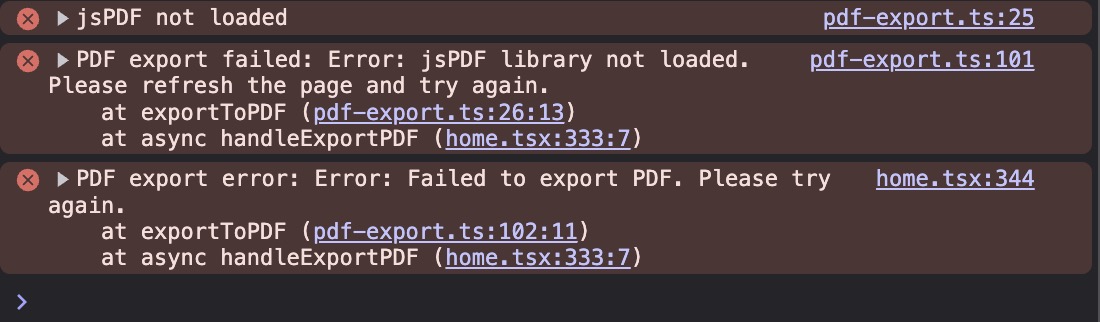 jsPDF not loaded pdf-export.ts:25
PDF export failed: Error: jsPDF library not loaded. pdf-export.ts:101
Please refresh the page and try again.
at exportToPDF (pdf-export.ts:26:13)
at async handleExportPDF (home.tsx:333:7)
PDF export error: Error: Failed to export PDF. Please try home.tsx:344
again.
at exportToPDF (pdf-export.ts:102:11)
at async handleExportPDF (home.tsx:333:7)